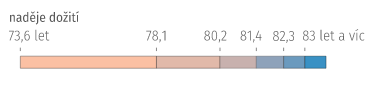 naděje dožití
73,6 let 78,1 80,2 81,4 82,3 83 let a víc